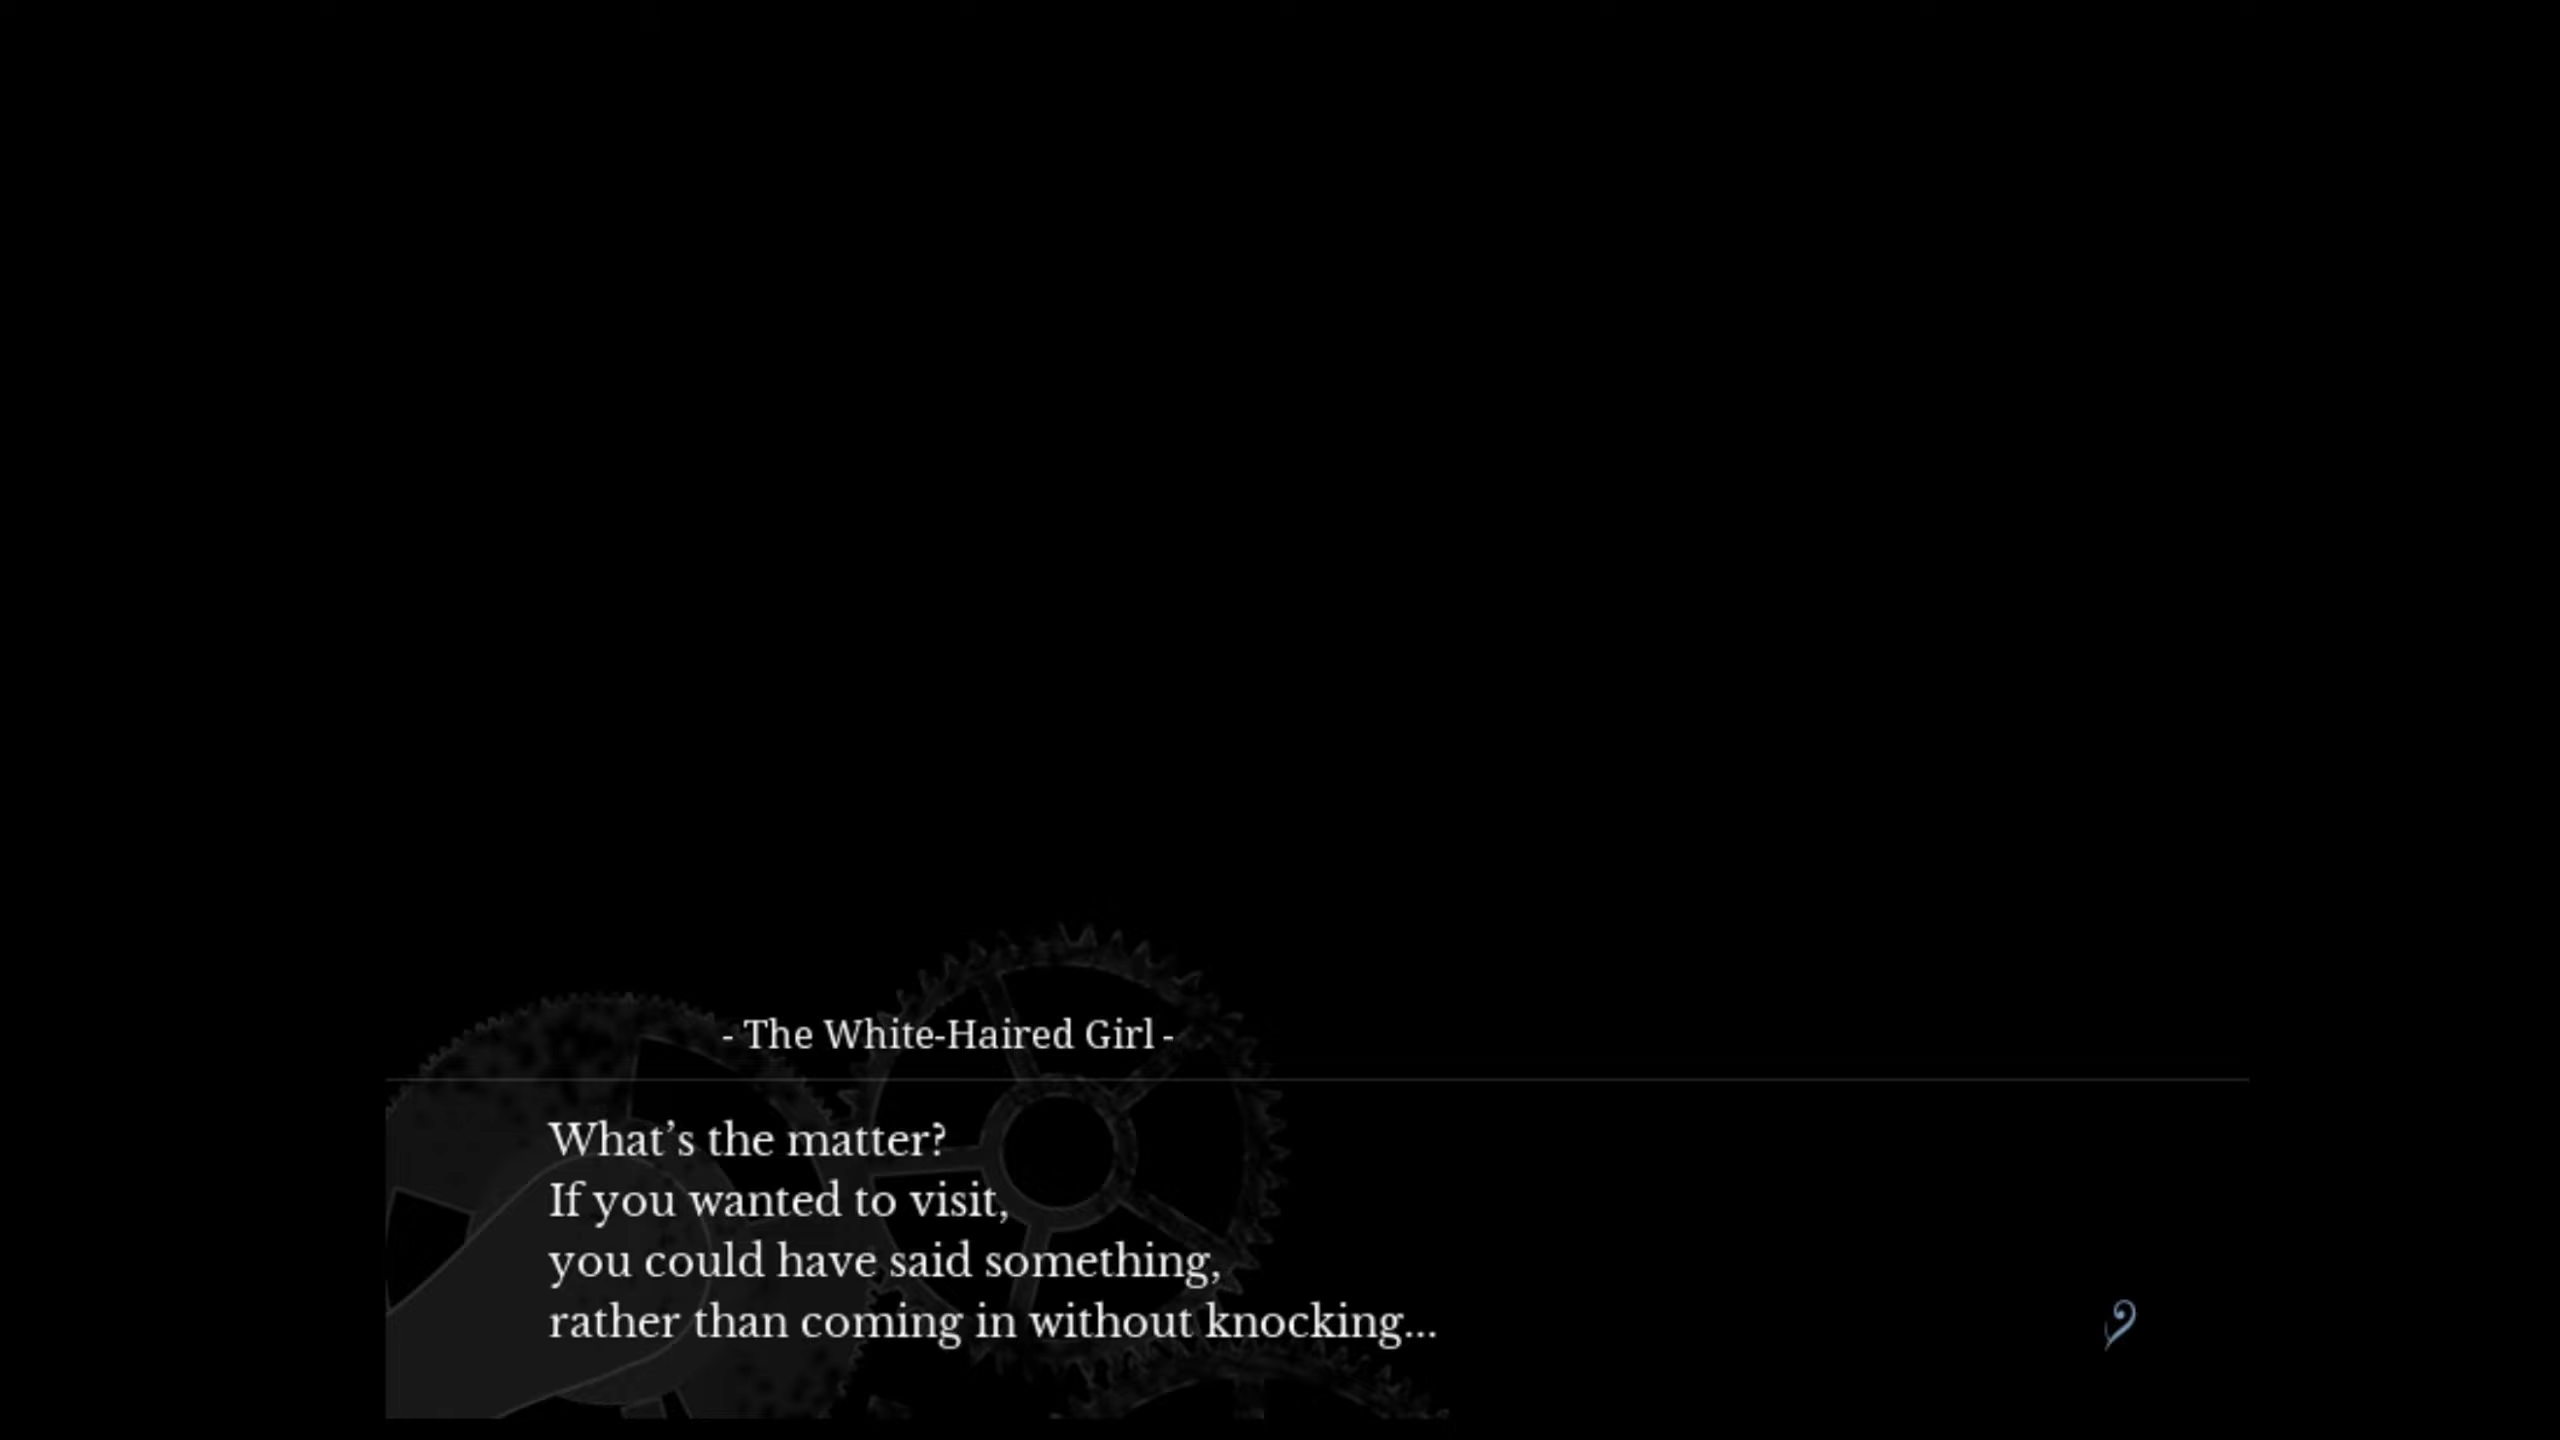 - The White-Haired Girl -
What’s the matter?
If you wanted to visit,
you could have said something,
rather than coming in without knocking...